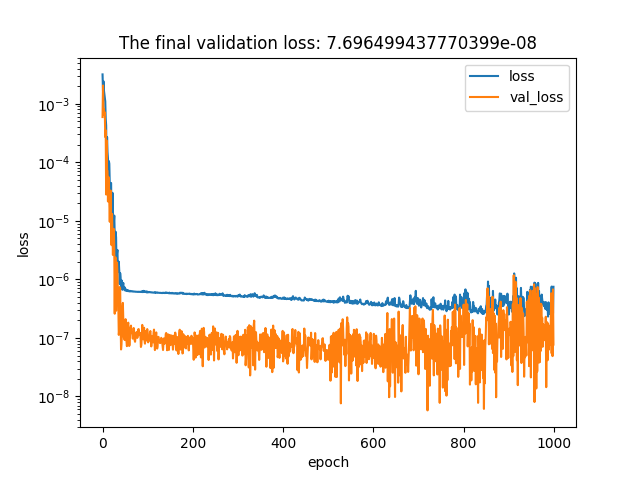 The final validation loss: 7.696499437770399e-08
loss
val_loss
10⁻³
10⁻⁴
10⁻⁵
10⁻⁶
10⁻⁷
10⁻⁸
loss
0 200 400 600 800 1000
epoch